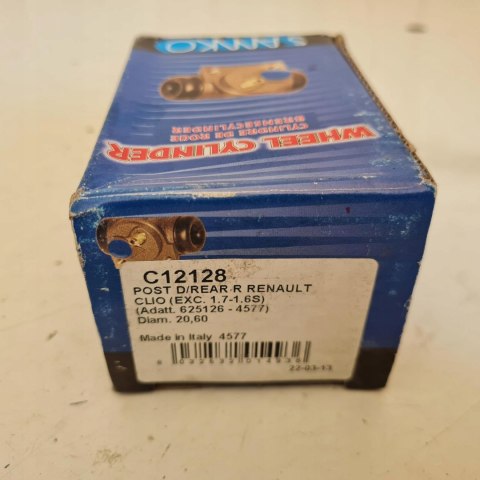 SAMKO
WHEEL CYLINDER
CYLINDRE DE ROUE
BREMSECYLINDER
C12128
POST D/REAR R RENAULT
CLIO (EXC. 1.7-1.6S)
(Adatt. 625126 - 4577)
Diam. 20,60
Made in Italy 4577
22-03-13